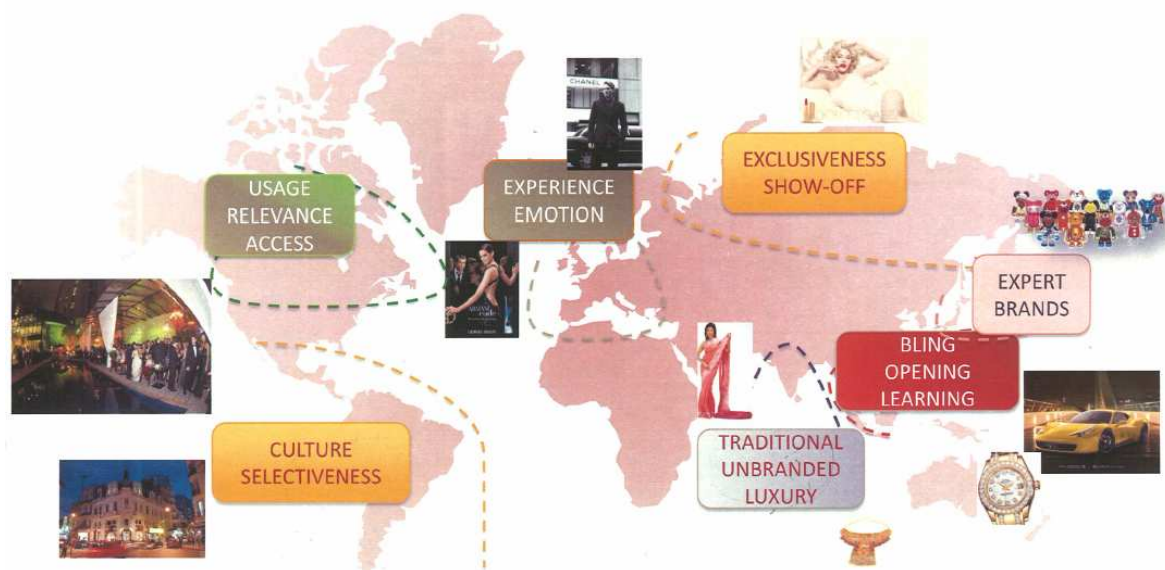 CHANEL
USAGE
RELEVANCE
ACCESS
EXPERIENCE
EMOTION
EXCLUSIVENESS
SHOW-OFF
EXPERT
BRANDS
BLING
OPENING
LEARNING
CULTURE
SELECTIVENESS
TRADITIONAL
UNBRANDED
LUXURY